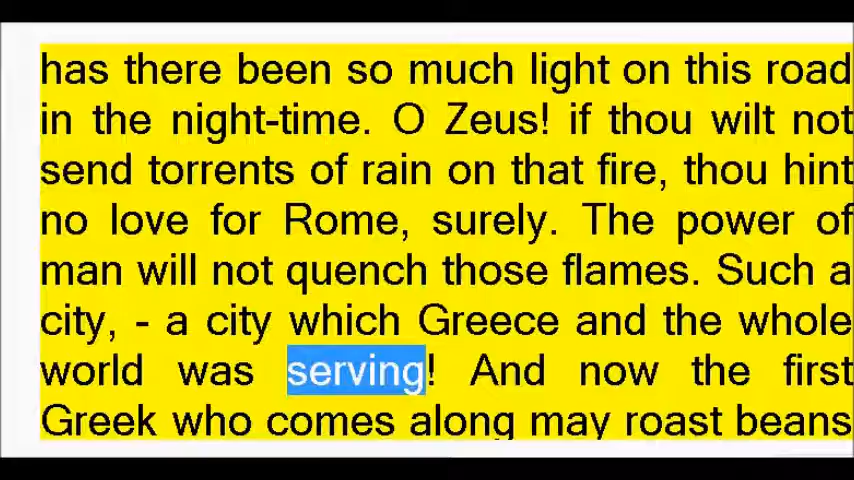 has there been so much light on this road
in the night-time. O Zeus! if thou wilt not
send torrents of rain on that fire, thou hint
no love for Rome, surely. The power of
man will not quench those flames. Such a
city, - a city which Greece and the whole
world was serving! And now the first
Greek who comes along may roast beans